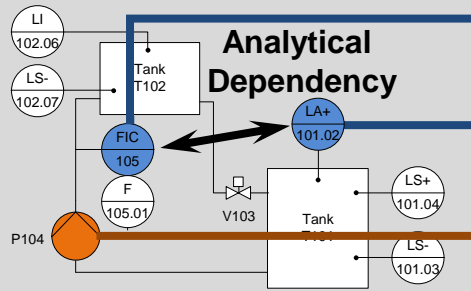 LI
102.06
Analytical
Dependency
Tank
T102
LS-
102.07
LA+
101.02
FIC
105
F
105.01
V103
LS+
101.04
Tank
P104
LS-
101.03